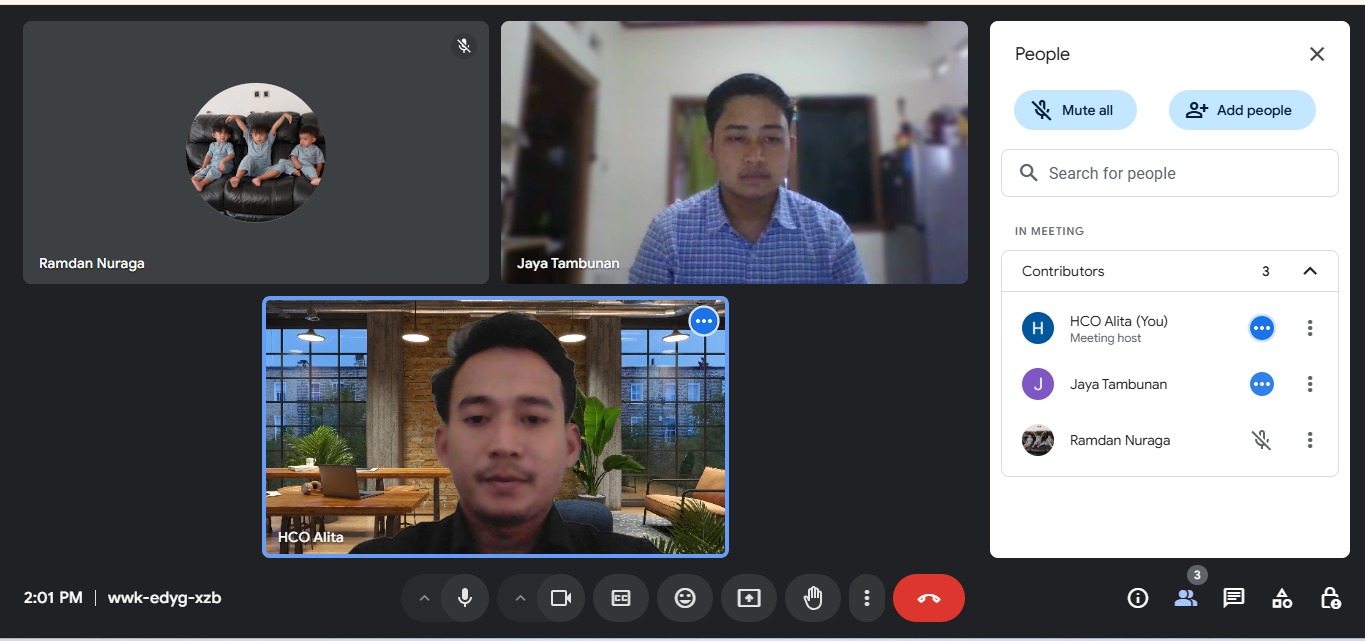 Ramdan Nuraga
Jaya Tambunan
HCO Alita
People
Mute all
Add people
Search for people
IN MEETING
Contributors
3
H
HCO Alita (You)
Meeting host
J
Jaya Tambunan
Ramdan Nuraga
2:01 PM
wwk-edyg-xzb
CC
3